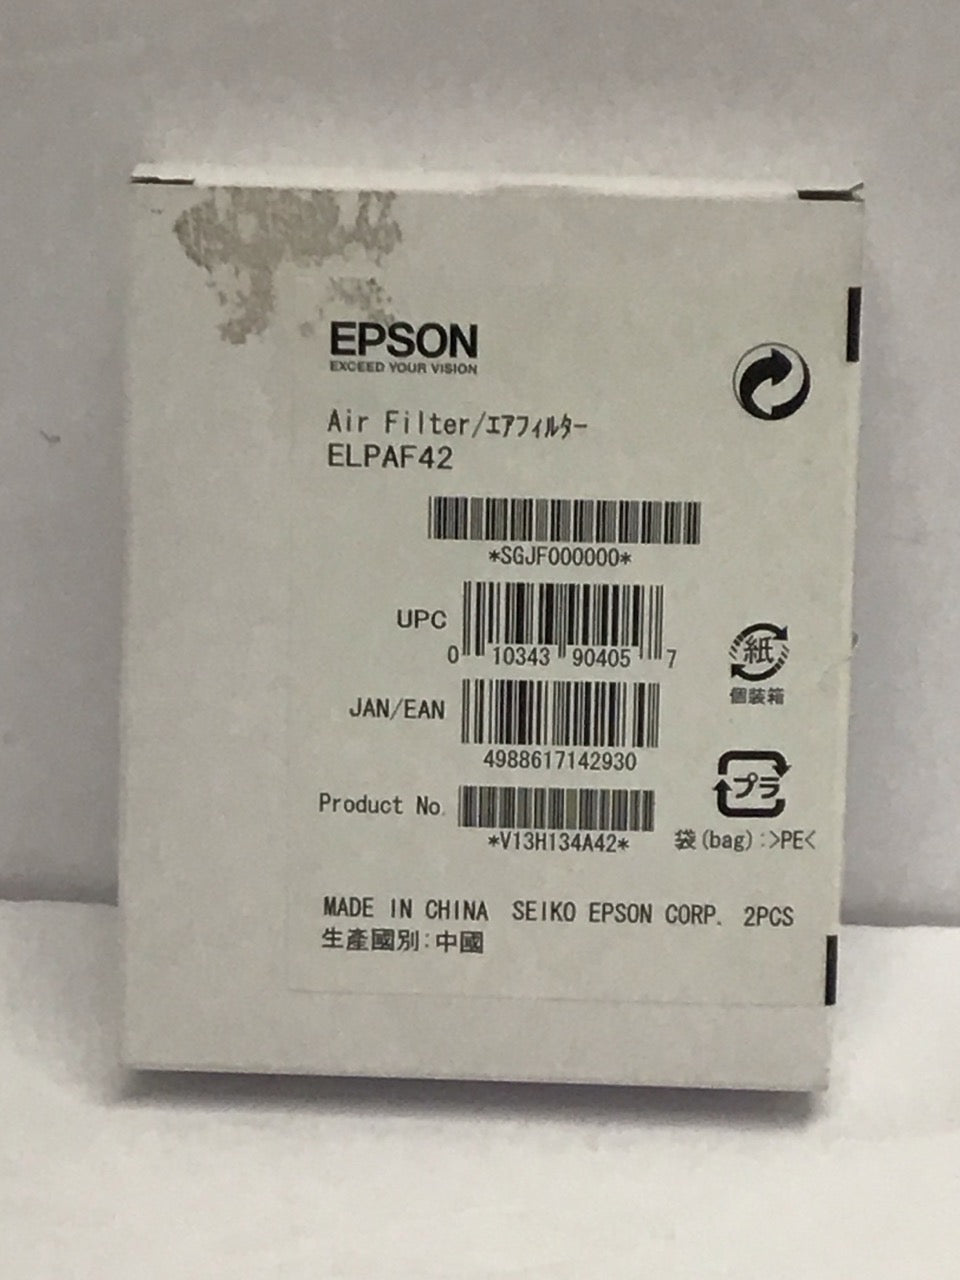 EPSON
EXCEED YOUR VISION
Air Filter/エアフィルター
ELPAF42
*SGJF000000*
UPC
0 10343 90405 7
紙
個装箱
JAN/EAN
4988617142930
プラ
Product No.
*V13H134A42*
袋(bag):>PE<
MADE IN CHINA SEIKO EPSON CORP. 2PCS
生産國別:中國